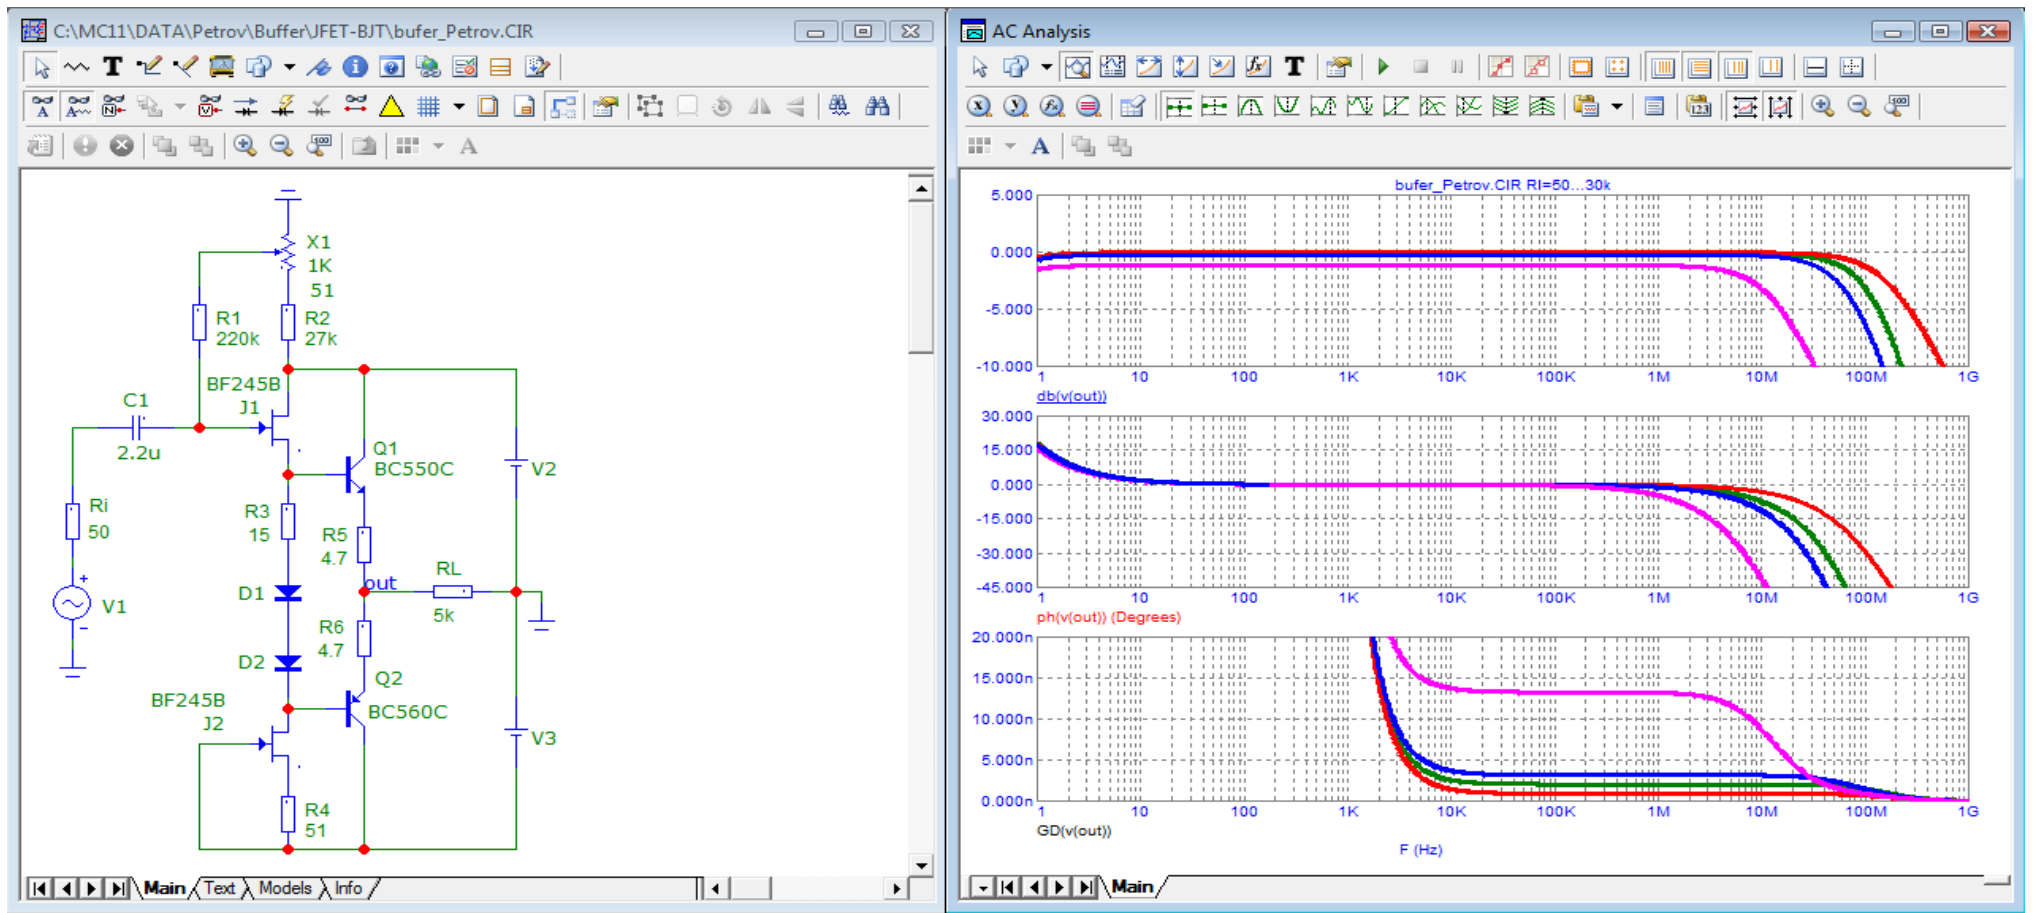 C:\MC11\DATA\Petrov\Buffer\JFET-BJT\bufer_Petrov.CIR
X1
1K
51
R1
220k
R2
27k
BF245B
J1
C1
2.2u
Q1
BC550C
V2
Ri
50
R3
15
R5
4.7
out
RL
5k
D1
V1
R6
4.7
D2
Q2
BC560C
BF245B
J2
V3
R4
51
Main
Text
Models
Info
AC Analysis
bufer_Petrov.CIR RI=50...30k
5.000
0.000
-5.000
-10.000
1 10 100 1K 10K 100K 1M 10M 100M 1G
db(v(out))
30.000
15.000
0.000
-15.000
-30.000
-45.000
1 10 100 1K 10K 100K 1M 10M 100M 1G
ph(v(out)) (Degrees)
20.000n
15.000n
10.000n
5.000n
0.000n
1 10 100 1K 10K 100K 1M 10M 100M 1G
GD(v(out))
F (Hz)
Main